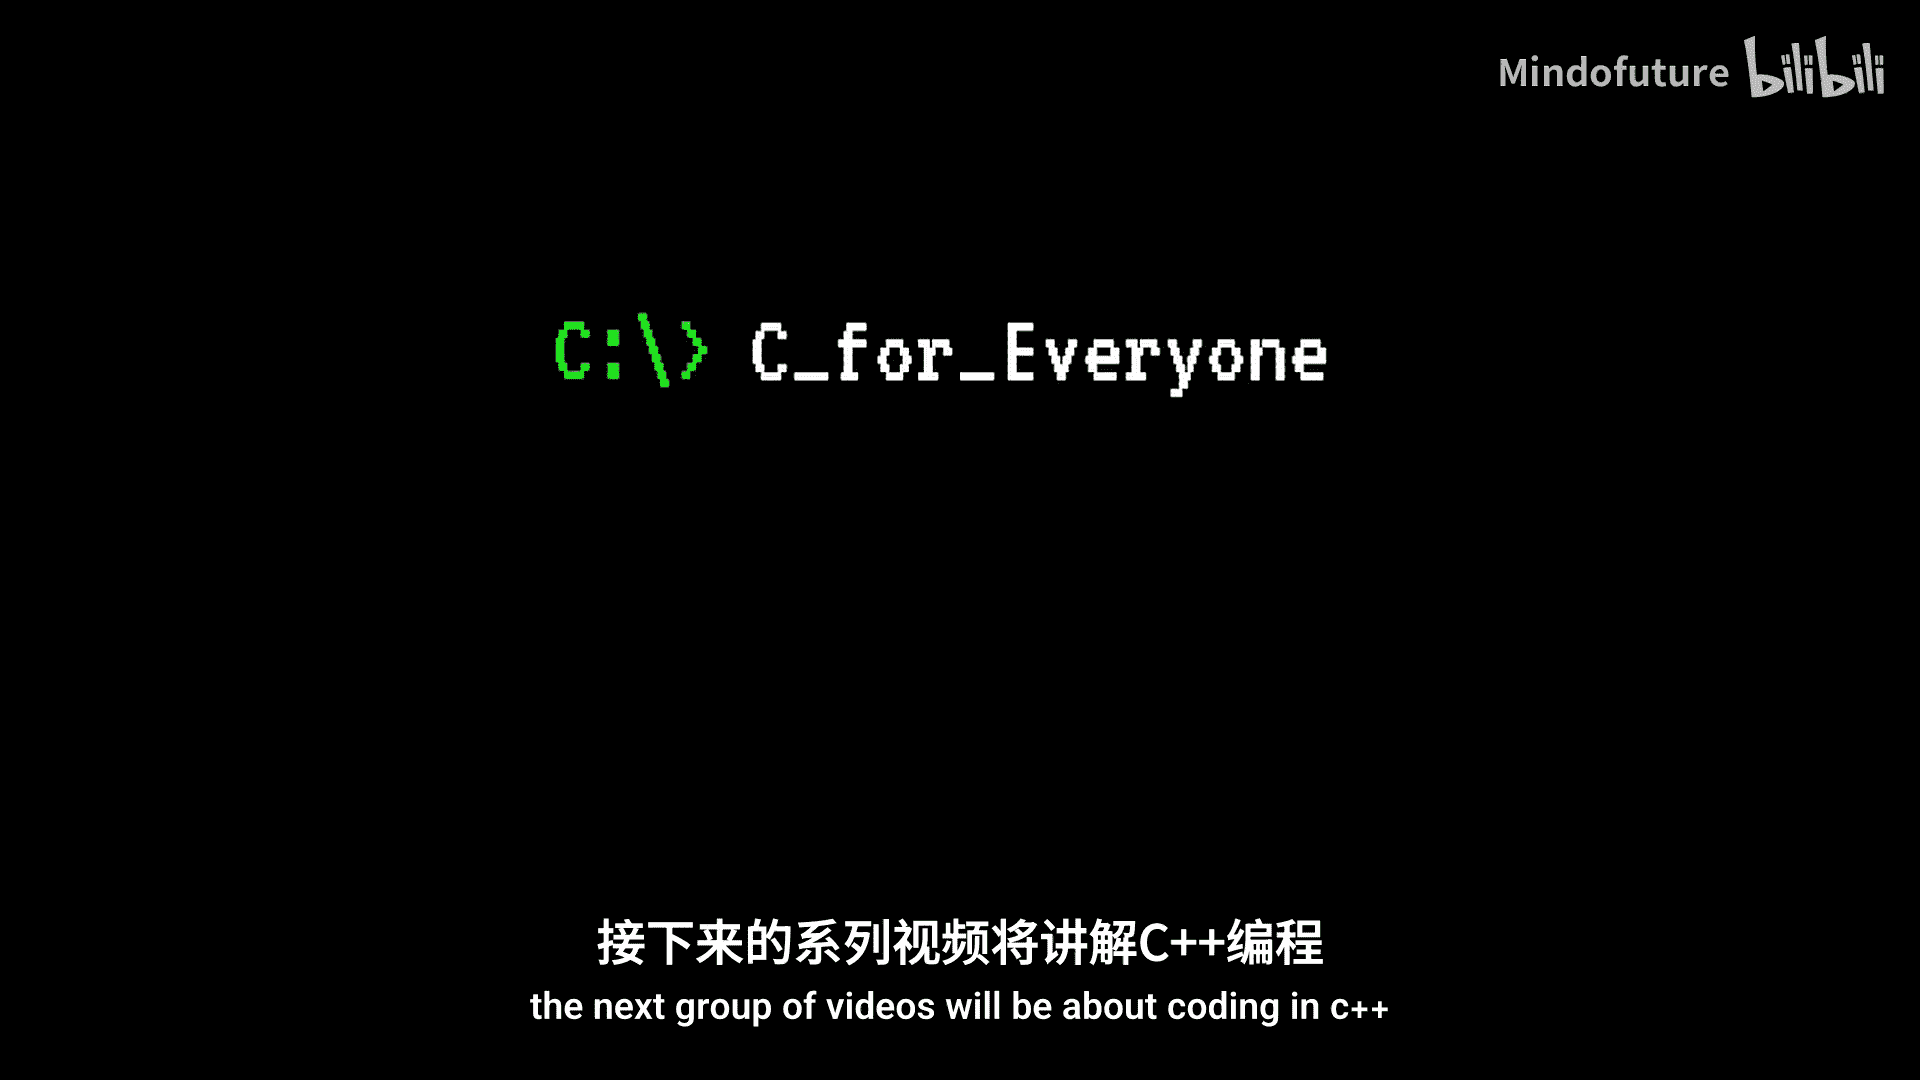 Mindofuture bilibili
C:\> C_for_Everyone
接下来的系列视频将讲解C++编程
the next group of videos will be about coding in c++